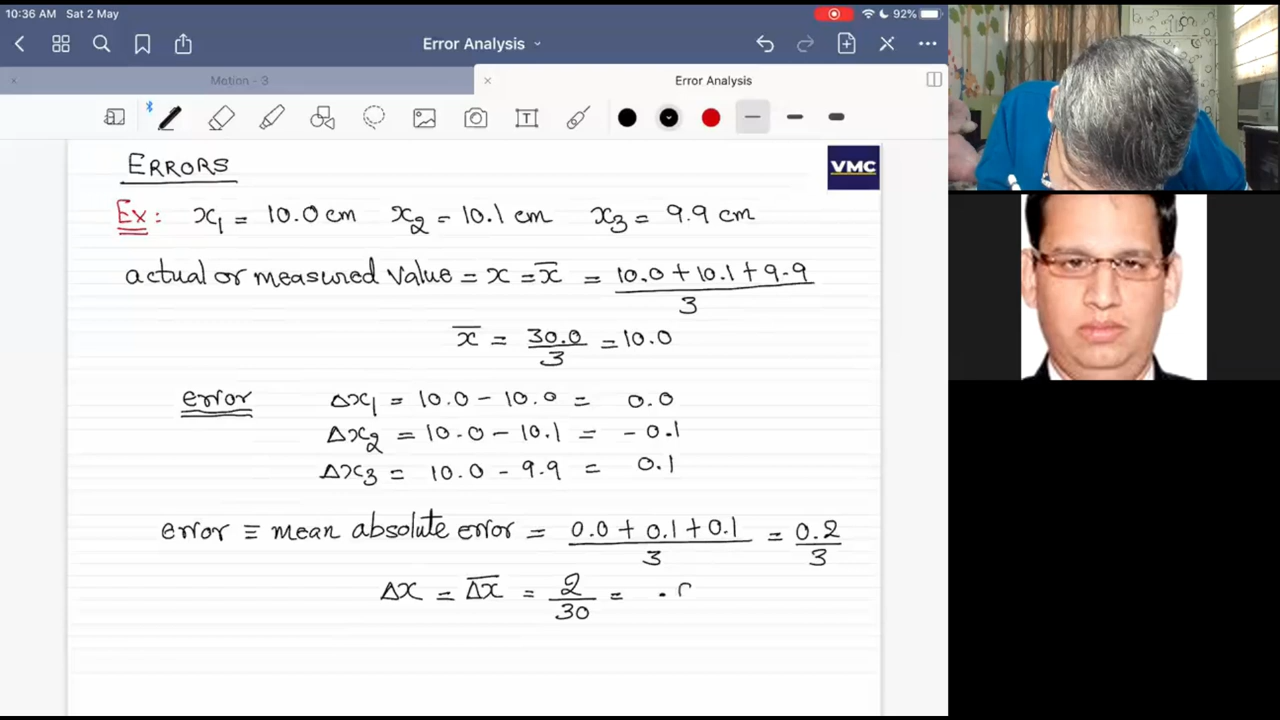 10:36 AM Sat 2 May 92%
Error Analysis
Motion - 3 Error Analysis
ERRORS
VMC
Ex: x₁ = 10.0 cm x₂ = 10.1 cm x₃ = 9.9 cm
actual or measured value = x = x̅ = (10.0 + 10.1 + 9.9)/3
x̅ = 30.0/3 = 10.0
error Δx₁ = 10.0 - 10.0 = 0.0
Δx₂ = 10.0 - 10.1 = - 0.1
Δx₃ = 10.0 - 9.9 = 0.1
error ≡ mean absolute error = (0.0 + 0.1 + 0.1)/3 = 0.2/3
Δx = Δx̅ = 2/30 = .